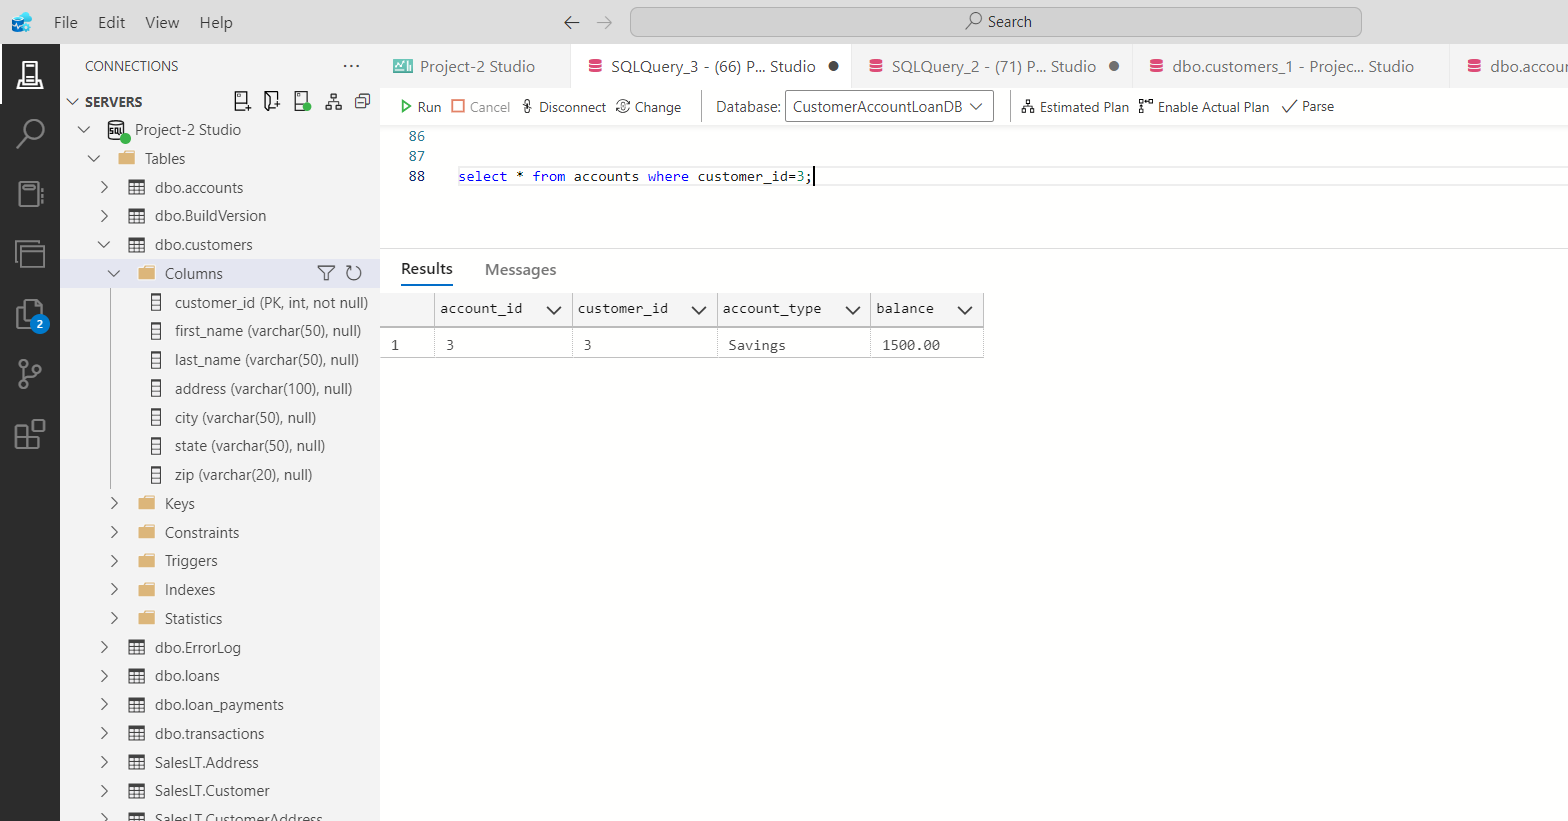 File Edit View Help
Search
CONNECTIONS
SERVERS
Project-2 Studio
Tables
dbo.accounts
dbo.BuildVersion
dbo.customers
Columns
customer_id (PK, int, not null)
first_name (varchar(50), null)
last_name (varchar(50), null)
address (varchar(100), null)
city (varchar(50), null)
state (varchar(50), null)
zip (varchar(20), null)
Keys
Constraints
Triggers
Indexes
Statistics
dbo.ErrorLog
dbo.loans
dbo.loan_payments
dbo.transactions
SalesLT.Address
SalesLT.Customer
SalesLT.CustomerAddress
2
Project-2 Studio SQLQuery_3 - (66) P... Studio SQLQuery_2 - (71) P... Studio dbo.customers_1 - Projec... Studio dbo.accou
Run Cancel Disconnect Change Database: CustomerAccountLoanDB Estimated Plan Enable Actual Plan Parse
86
87
88 select * from accounts where customer_id=3;
Results Messages
account_id customer_id account_type balance
1 3 3 Savings 1500.00